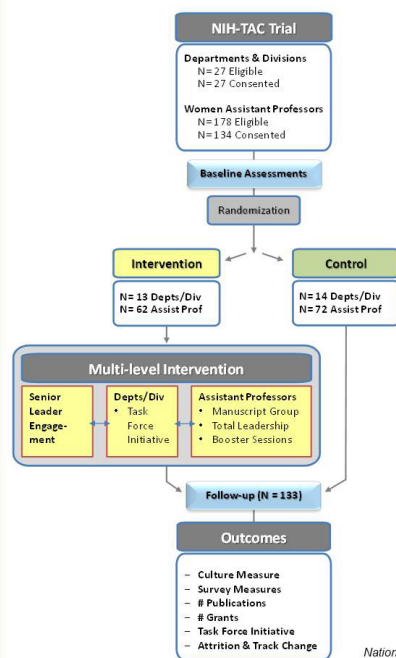 NIH-TAC Trial
Departments & Divisions
N= 27 Eligible
N= 27 Consented
Women Assistant Professors
N= 178 Eligible
N= 134 Consented
Baseline Assessments
Randomization
Intervention
Control
N= 13 Depts/Div
N= 62 Assist Prof
N= 14 Depts/Div
N= 72 Assist Prof
Multi-level Intervention
Senior
Leader
Engage-
ment
Depts/Div
• Task
Force
Initiative
Assistant Professors
• Manuscript Group
• Total Leadership
• Booster Sessions
Follow-up (N = 133)
Outcomes
– Culture Measure
– Survey Measures
– # Publications
– # Grants
– Task Force Initiative
– Attrition & Track Change
Nation